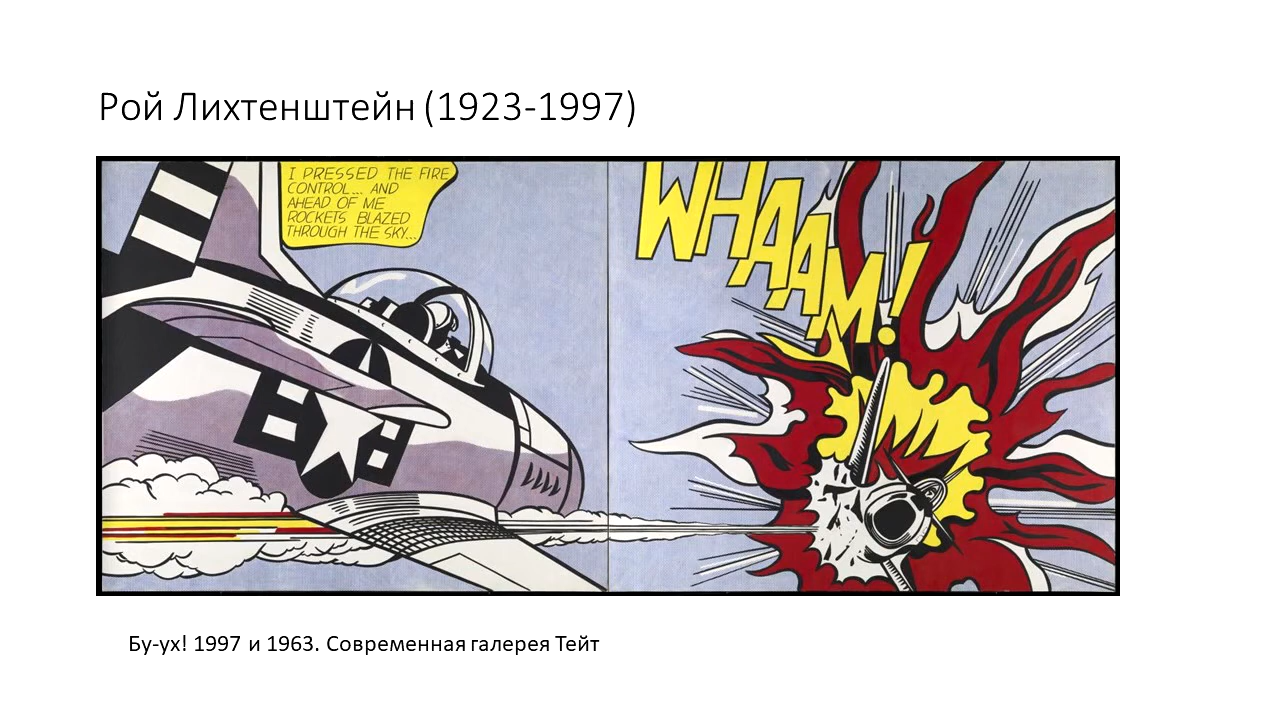 Рой Лихтенштейн (1923-1997)
I PRESSED THE FIRE
CONTROL... AND
AHEAD OF ME
ROCKETS BLAZED
THROUGH THE SKY...
WHAAM!
Бу-ух! 1997 и 1963. Современная галерея Тейт